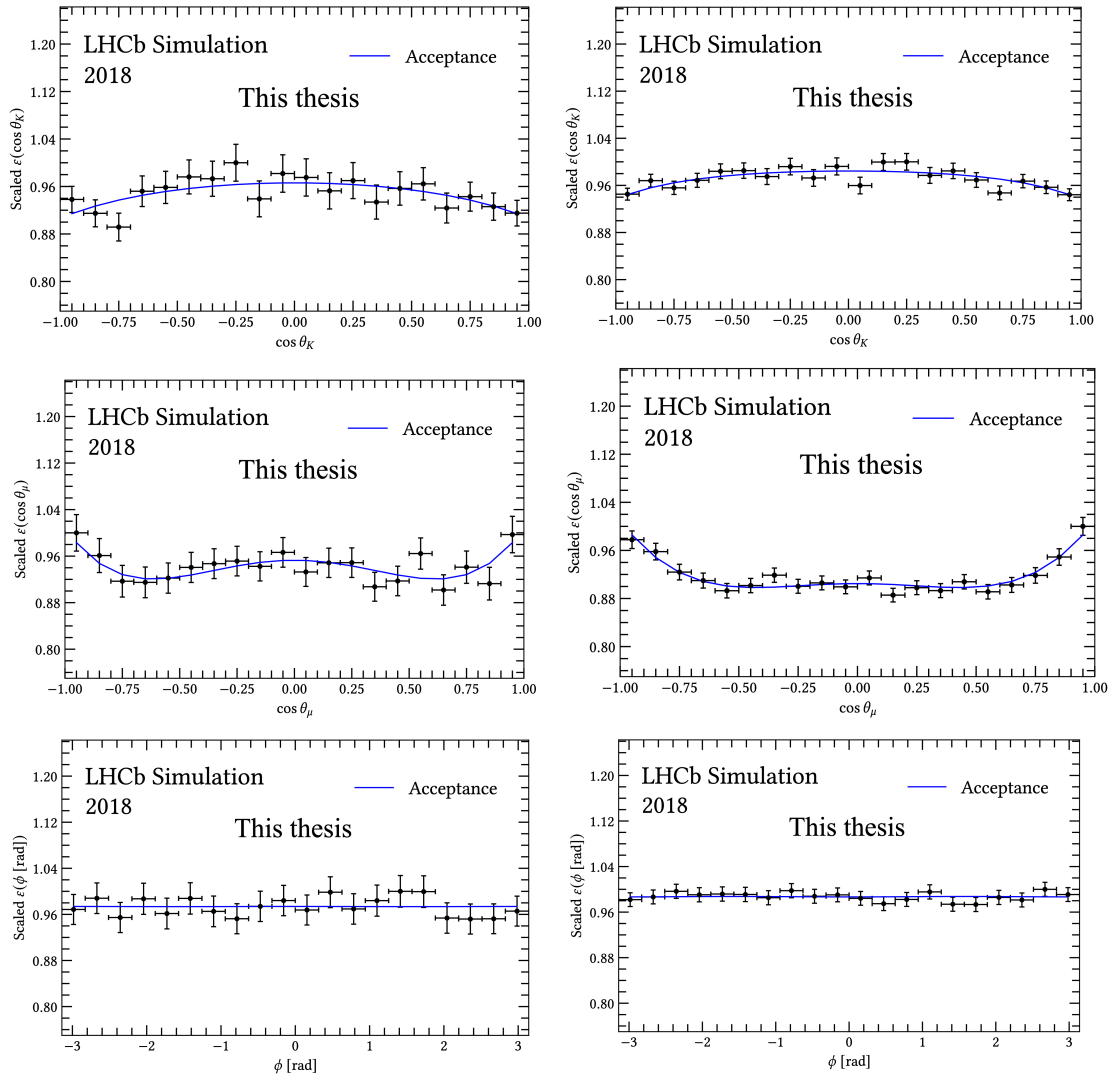 LHCb Simulation
2018
Acceptance
This thesis
Scaled ε(cos θ_K)
1.20
1.12
1.04
0.96
0.88
0.80
−1.00 −0.75 −0.50 −0.25 0.00 0.25 0.50 0.75 1.00
cos θ_K
LHCb Simulation
2018
Acceptance
This thesis
Scaled ε(cos θ_K)
1.20
1.12
1.04
0.96
0.88
0.80
−1.00 −0.75 −0.50 −0.25 0.00 0.25 0.50 0.75 1.00
cos θ_K
LHCb Simulation
2018
Acceptance
This thesis
Scaled ε(cos θ_μ)
1.20
1.12
1.04
0.96
0.88
0.80
−1.00 −0.75 −0.50 −0.25 0.00 0.25 0.50 0.75 1.00
cos θ_μ
LHCb Simulation
2018
Acceptance
This thesis
Scaled ε(cos θ_μ)
1.20
1.12
1.04
0.96
0.88
0.80
−1.00 −0.75 −0.50 −0.25 0.00 0.25 0.50 0.75 1.00
cos θ_μ
LHCb Simulation
2018
Acceptance
This thesis
Scaled ε(ϕ [rad])
1.20
1.12
1.04
0.96
0.88
0.80
−3 −2 −1 0 1 2 3
ϕ [rad]
LHCb Simulation
2018
Acceptance
This thesis
Scaled ε(ϕ [rad])
1.20
1.12
1.04
0.96
0.88
0.80
−3 −2 −1 0 1 2 3
ϕ [rad]